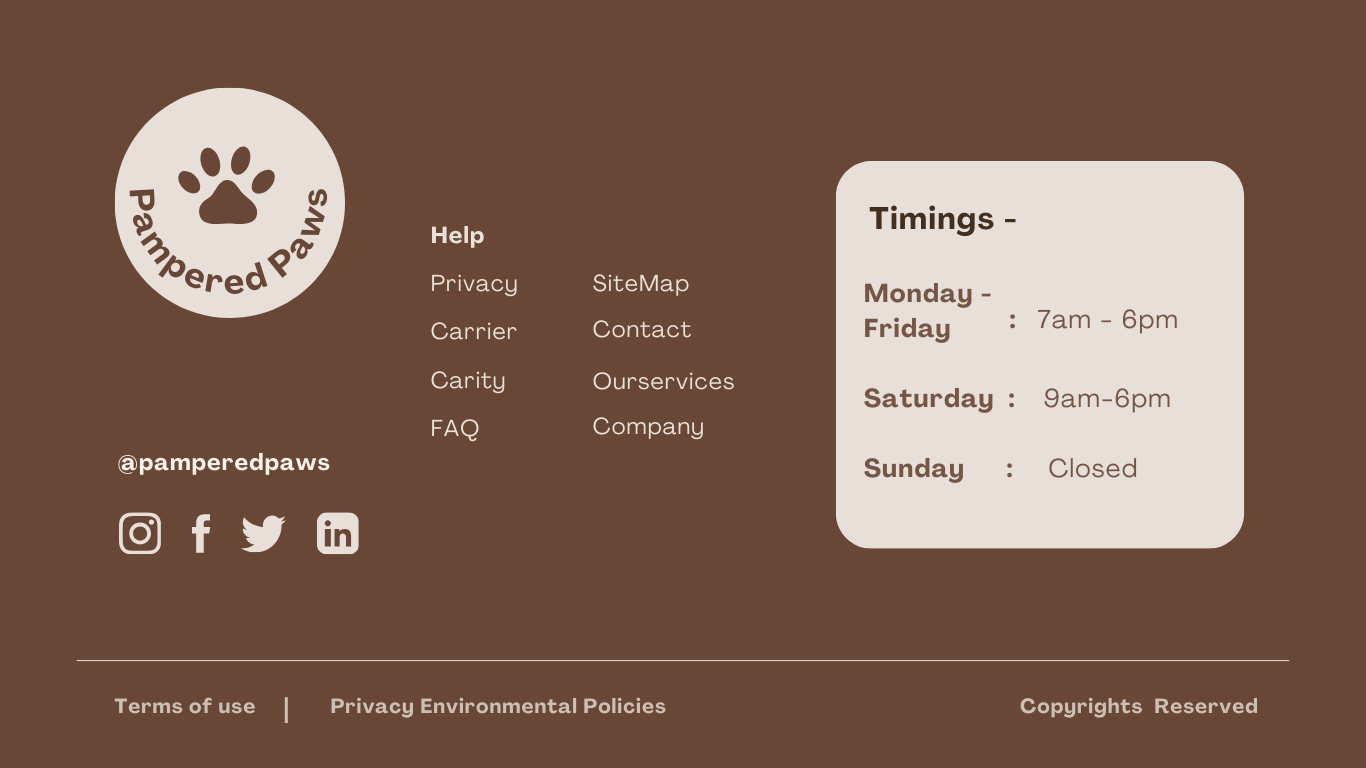 Pampered Paws
@pamperedpaws
in
Help
Privacy
Carrier
Carity
FAQ
SiteMap
Contact
Ourservices
Company
Timings -
Monday -
Friday : 7am - 6pm
Saturday : 9am-6pm
Sunday : Closed
Terms of use | Privacy Environmental Policies
Copyrights Reserved